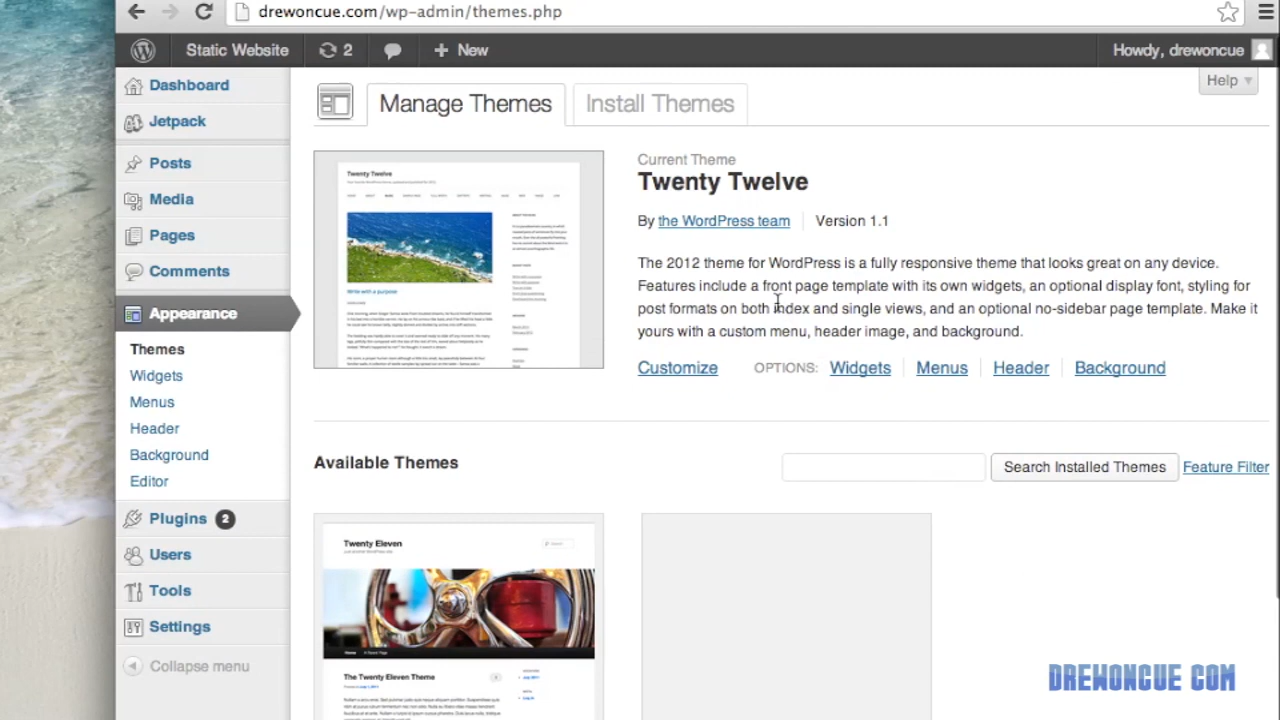 drewoncue.com/wp-admin/themes.php
Static Website 2 New Howdy, drewoncue
Help
Dashboard
Jetpack
Posts
Media
Pages
Comments
Appearance
Themes
Widgets
Menus
Header
Background
Editor
Plugins 2
Users
Tools
Settings
Collapse menu
Manage Themes Install Themes
Twenty Twelve
Write with a purpose
Current Theme
Twenty Twelve
By the WordPress team Version 1.1
The 2012 theme for WordPress is a fully responsive theme that looks great on any device.
Features include a front page template with its own widgets, an optional display font, styling for
post formats on both index and single views, and an optional no-sidebar page template. Make it
yours with a custom menu, header image, and background.
Customize OPTIONS: Widgets Menus Header Background
Available Themes Search Installed Themes Feature Filter
Twenty Eleven
Home
The Twenty Eleven Theme
DREWONCUE COM